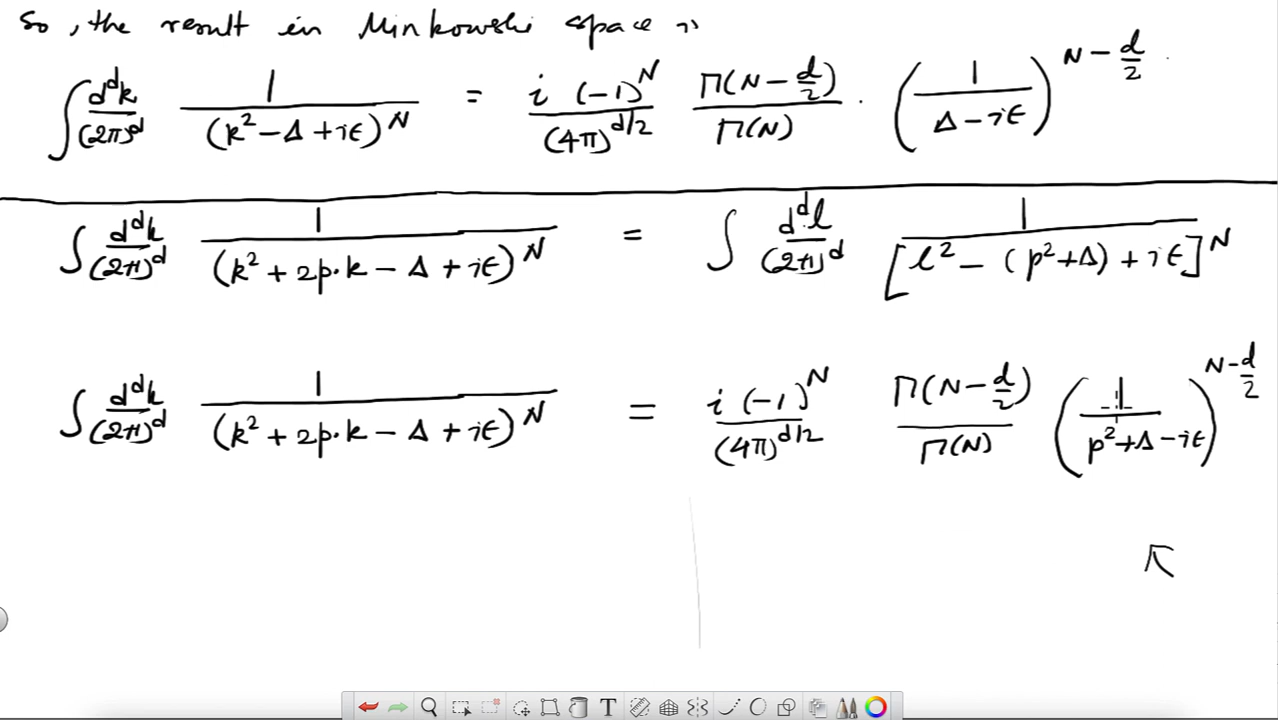 So, the result in Minkowski space is
∫ d^dk/(2π)^d 1/(k² − Δ + iϵ)^N = i (−1)^N/(4π)^{d/2} Γ(N − d/2)/Γ(N) · (1/(Δ − iϵ))^{N − d/2}
∫ d^dk/(2π)^d 1/(k² + 2p·k − Δ + iϵ)^N = ∫ d^dl/(2π)^d 1/[l² − (p² + Δ) + iϵ]^N
∫ d^dk/(2π)^d 1/(k² + 2p·k − Δ + iϵ)^N = i (−1)^N/(4π)^{d/2} Γ(N − d/2)/Γ(N) (1/(p² + Δ − iϵ))^{N − d/2}